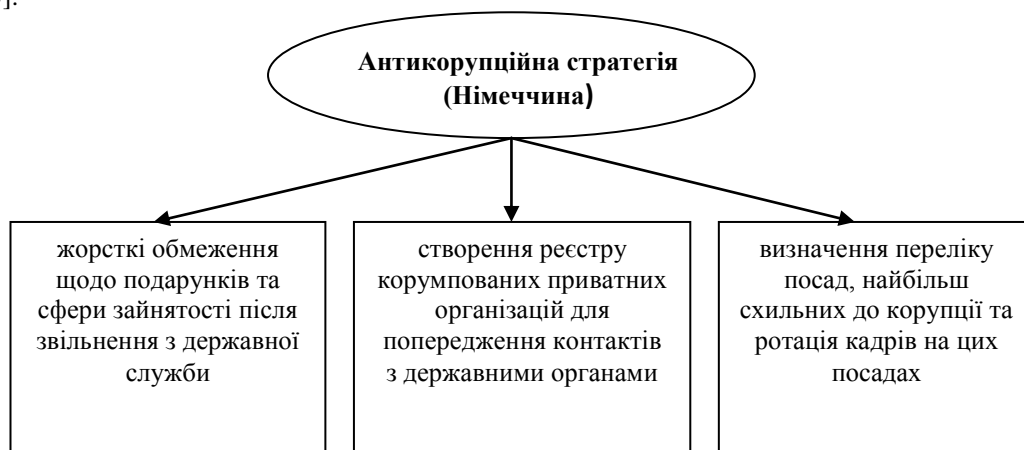 ].
Антикорупційна стратегія
(Німеччина)
жорсткі обмеження
щодо подарунків та
сфери зайнятості після
звільнення з державної
служби
створення реєстру
корумпованих приватних
організацій для
попередження контактів
з державними органами
визначення переліку
посад, найбільш
схильних до корупції та
ротація кадрів на цих
посадах